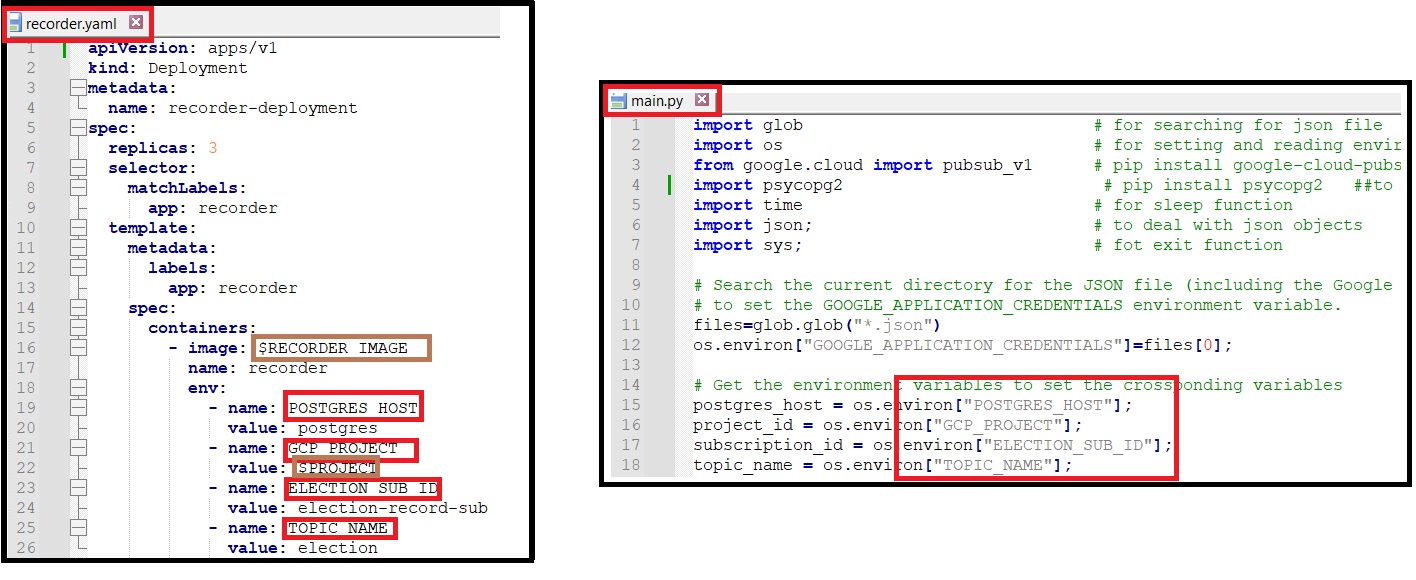 recorder.yaml
1 apiVersion: apps/v1
2 kind: Deployment
3 metadata:
4 name: recorder-deployment
5 spec:
6 replicas: 3
7 selector:
8 matchLabels:
9 app: recorder
10 template:
11 metadata:
12 labels:
13 app: recorder
14 spec:
15 containers:
16 - image: $RECORDER_IMAGE
17 name: recorder
18 env:
19 - name: POSTGRES_HOST
20 value: postgres
21 - name: GCP_PROJECT
22 value: $PROJECT
23 - name: ELECTION_SUB_ID
24 value: election-record-sub
25 - name: TOPIC_NAME
26 value: election
main.py
1 import glob # for searching for json file
2 import os # for setting and reading envir
3 from google.cloud import pubsub_v1 # pip install google-cloud-pubs
4 import psycopg2 # pip install psycopg2 ##to
5 import time # for sleep function
6 import json; # to deal with json objects
7 import sys; # fot exit function
8
9 # Search the current directory for the JSON file (including the Google
10 # to set the GOOGLE_APPLICATION_CREDENTIALS environment variable.
11 files=glob.glob("*.json")
12 os.environ["GOOGLE_APPLICATION_CREDENTIALS"]=files[0];
13
14 # Get the environment variables to set the crossponding variables
15 postgres_host = os.environ["POSTGRES_HOST"];
16 project_id = os.environ["GCP_PROJECT"];
17 subscription_id = os.environ["ELECTION_SUB_ID"];
18 topic_name = os.environ["TOPIC_NAME"];